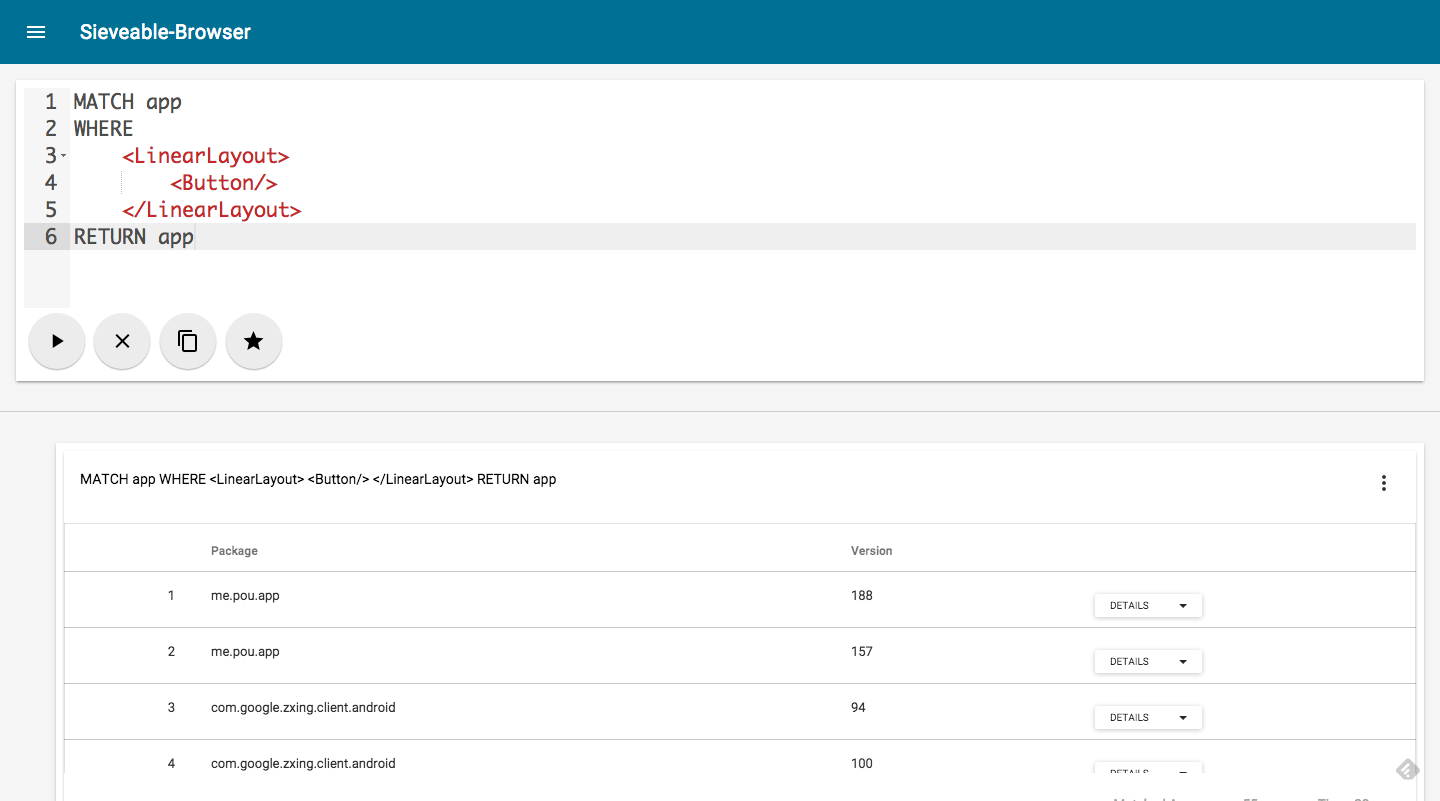 Sieveable-Browser
1 MATCH app
2 WHERE
3 <LinearLayout>
4 <Button/>
5 </LinearLayout>
6 RETURN app
MATCH app WHERE <LinearLayout> <Button/> </LinearLayout> RETURN app
Package Version
1 me.pou.app 188 DETAILS
2 me.pou.app 157 DETAILS
3 com.google.zxing.client.android 94 DETAILS
4 com.google.zxing.client.android 100 DETAILS